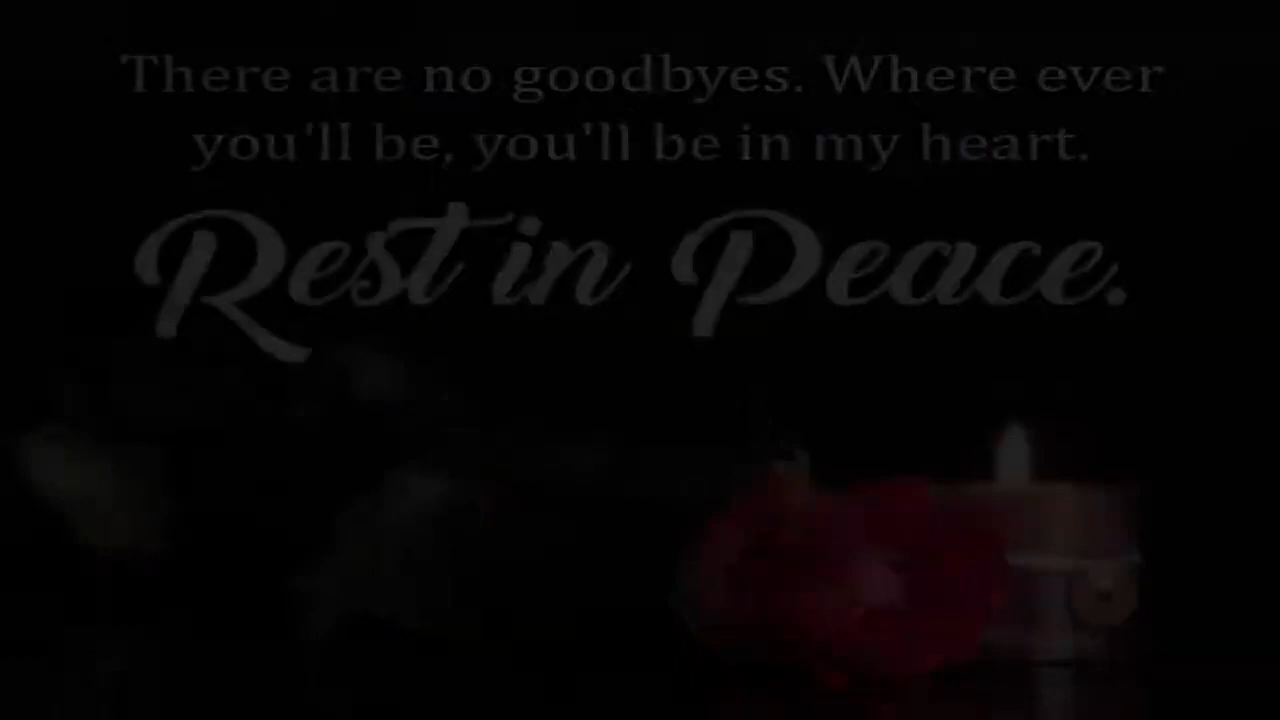 There are no goodbyes. Where ever
you'll be, you'll be in my heart.
Rest in Peace.